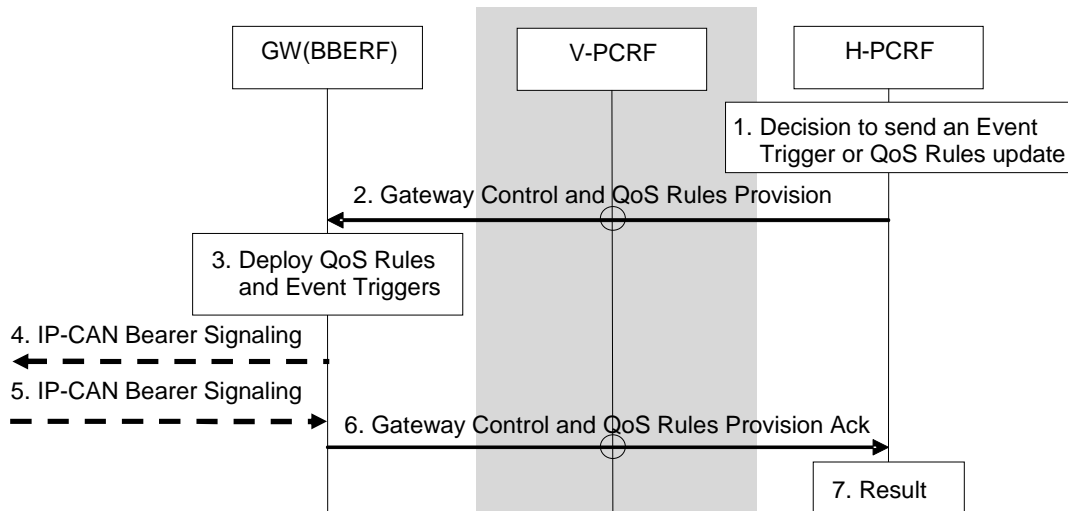 GW(BBERF)
V-PCRF
H-PCRF
1. Decision to send an Event
Trigger or QoS Rules update
2. Gateway Control and QoS Rules Provision
3. Deploy QoS Rules
and Event Triggers
4. IP-CAN Bearer Signaling
5. IP-CAN Bearer Signaling
6. Gateway Control and QoS Rules Provision Ack
7. Result